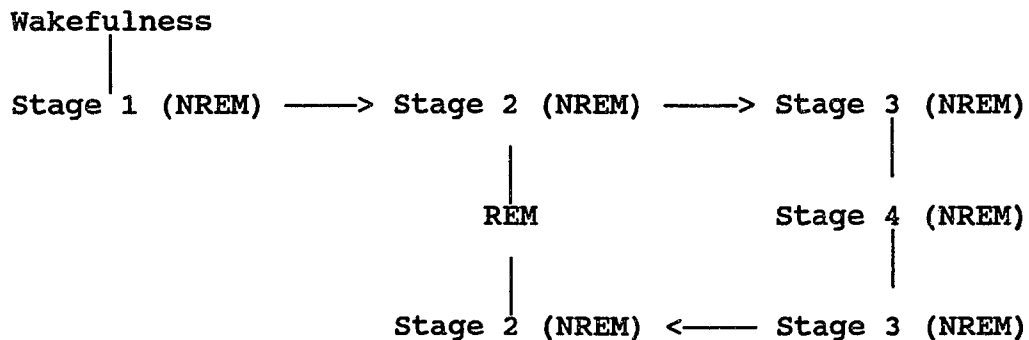 Wakefulness
Stage 1 (NREM) ——> Stage 2 (NREM) ——> Stage 3 (NREM)
REM Stage 4 (NREM)
Stage 2 (NREM) <—— Stage 3 (NREM)